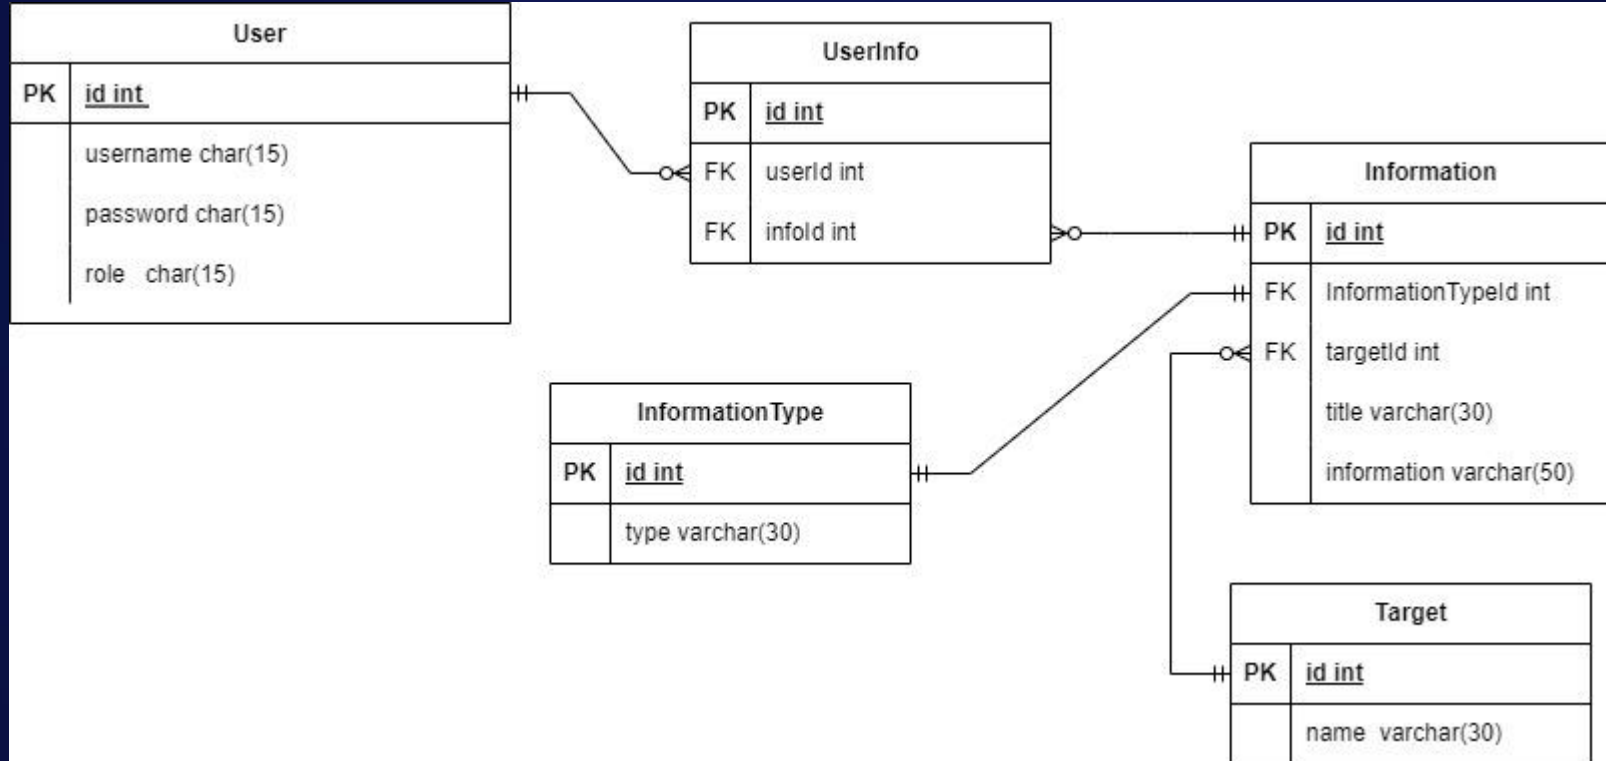 User
PK id int
username char(15)
password char(15)
role char(15)
UserInfo
PK id int
FK userId int
FK infoId int
Information
PK id int
FK InformationTypeId int
FK targetId int
title varchar(30)
information varchar(50)
InformationType
PK id int
type varchar(30)
Target
PK id int
name varchar(30)